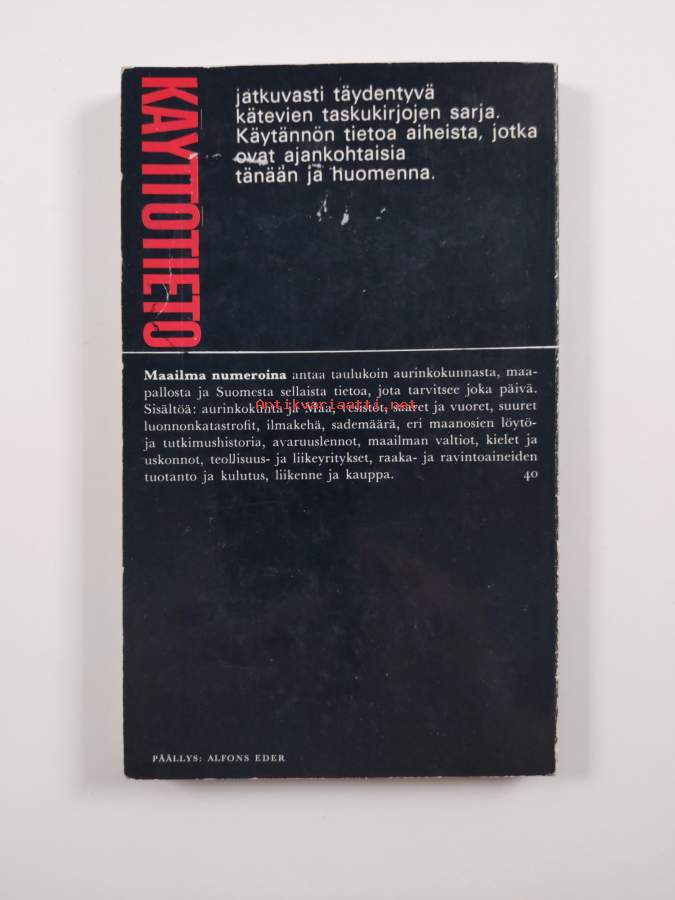 KÄYTTÖTIETO
jatkuvasti täydentyvä
kätevien taskukirjojen sarja.
Käytännön tietoa aiheista, jotka
ovat ajankohtaisia
tänään ja huomenna.
Maailma numeroina antaa taulukoin aurinkokunnasta, maa-
pallosta ja Suomesta sellaista tietoa, jota tarvitsee joka päivä.
Sisältöä: aurinkokunta ja Maa, vesistöt, saaret ja vuoret, suuret
Antikvariaatti.net
luonnonkatastrofit, ilmakehä, sademäärä, eri maanosien löytö-
ja tutkimushistoria, avaruuslennot, maailman valtiot, kielet ja
uskonnot, teollisuus- ja liikeyritykset, raaka- ja ravintoaineiden
tuotanto ja kulutus, liikenne ja kauppa. 40
PÄÄLLYS: ALFONS EDER